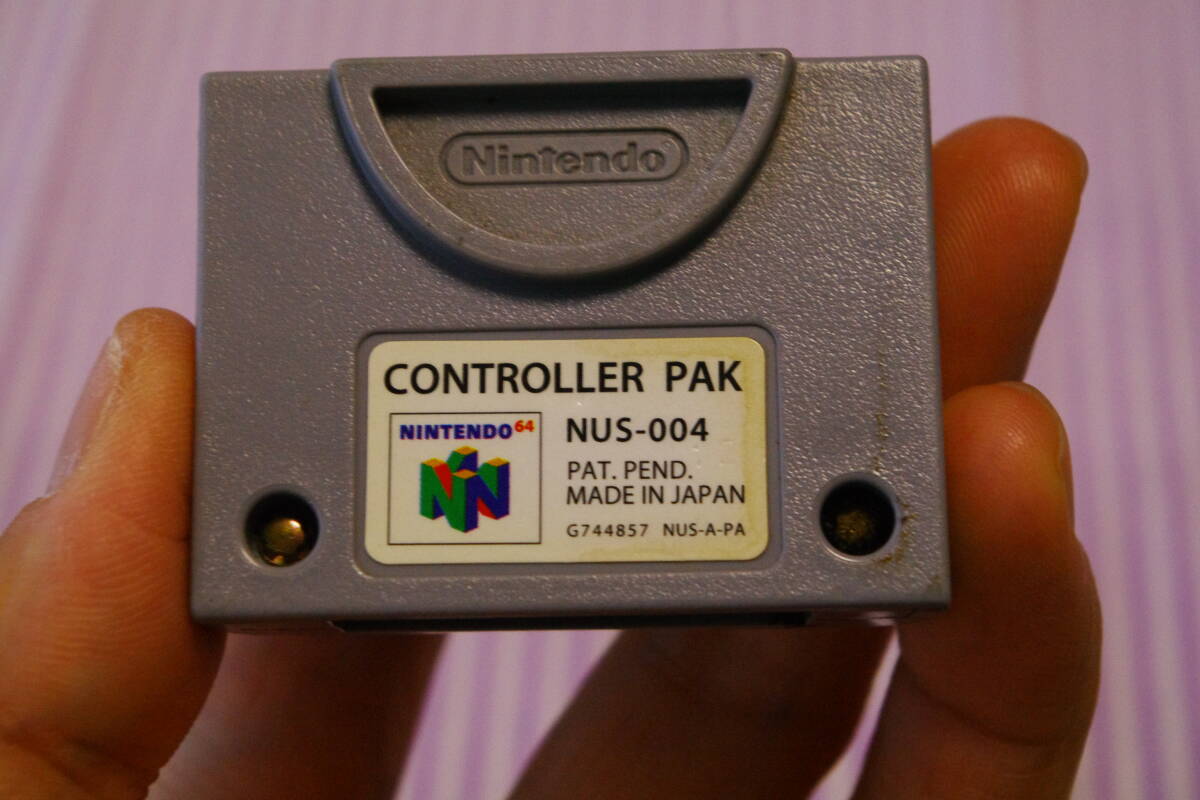 Nintendo
CONTROLLER PAK
NINTENDO64
NUS-004
PAT. PEND.
MADE IN JAPAN
G744857 NUS-A-PA